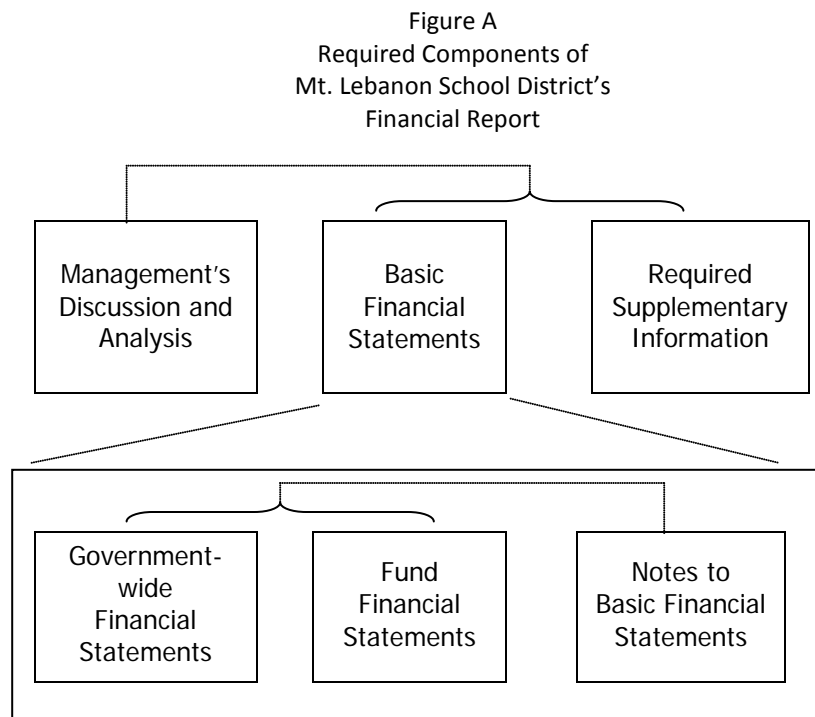 Figure A
Required Components of
Mt. Lebanon School District’s
Financial Report
Management’s
Discussion and
Analysis
Basic
Financial
Statements
Required
Supplementary
Information
Government-
wide
Financial
Statements
Fund
Financial
Statements
Notes to
Basic Financial
Statements